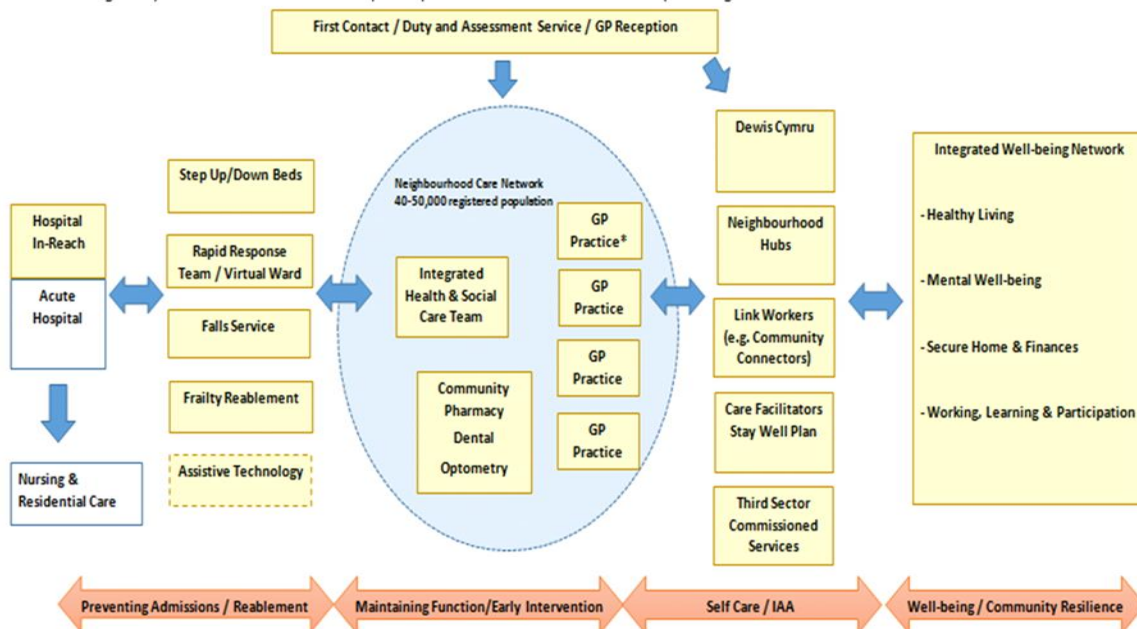 First Contact / Duty and Assessment Service / GP Reception
Hospital
In-Reach
Acute
Hospital
Nursing &
Residential Care
Step Up/Down Beds
Rapid Response
Team / Virtual Ward
Falls Service
Frailty Reablement
Assistive Technology
Neighbourhood Care Network
40-50,000 registered population
Integrated
Health & Social
Care Team
Community
Pharmacy
Dental
Optometry
GP
Practice*
GP
Practice
GP
Practice
GP
Practice
Dewis Cymru
Neighbourhood
Hubs
Link Workers
(e.g. Community
Connectors)
Care Facilitators
Stay Well Plan
Third Sector
Commissioned
Services
Integrated Well-being Network
- Healthy Living
- Mental Well-being
- Secure Home & Finances
- Working, Learning & Participation
Preventing Admissions / Reablement
Maintaining Function/Early Intervention
Self Care / IAA
Well-being / Community Resilience